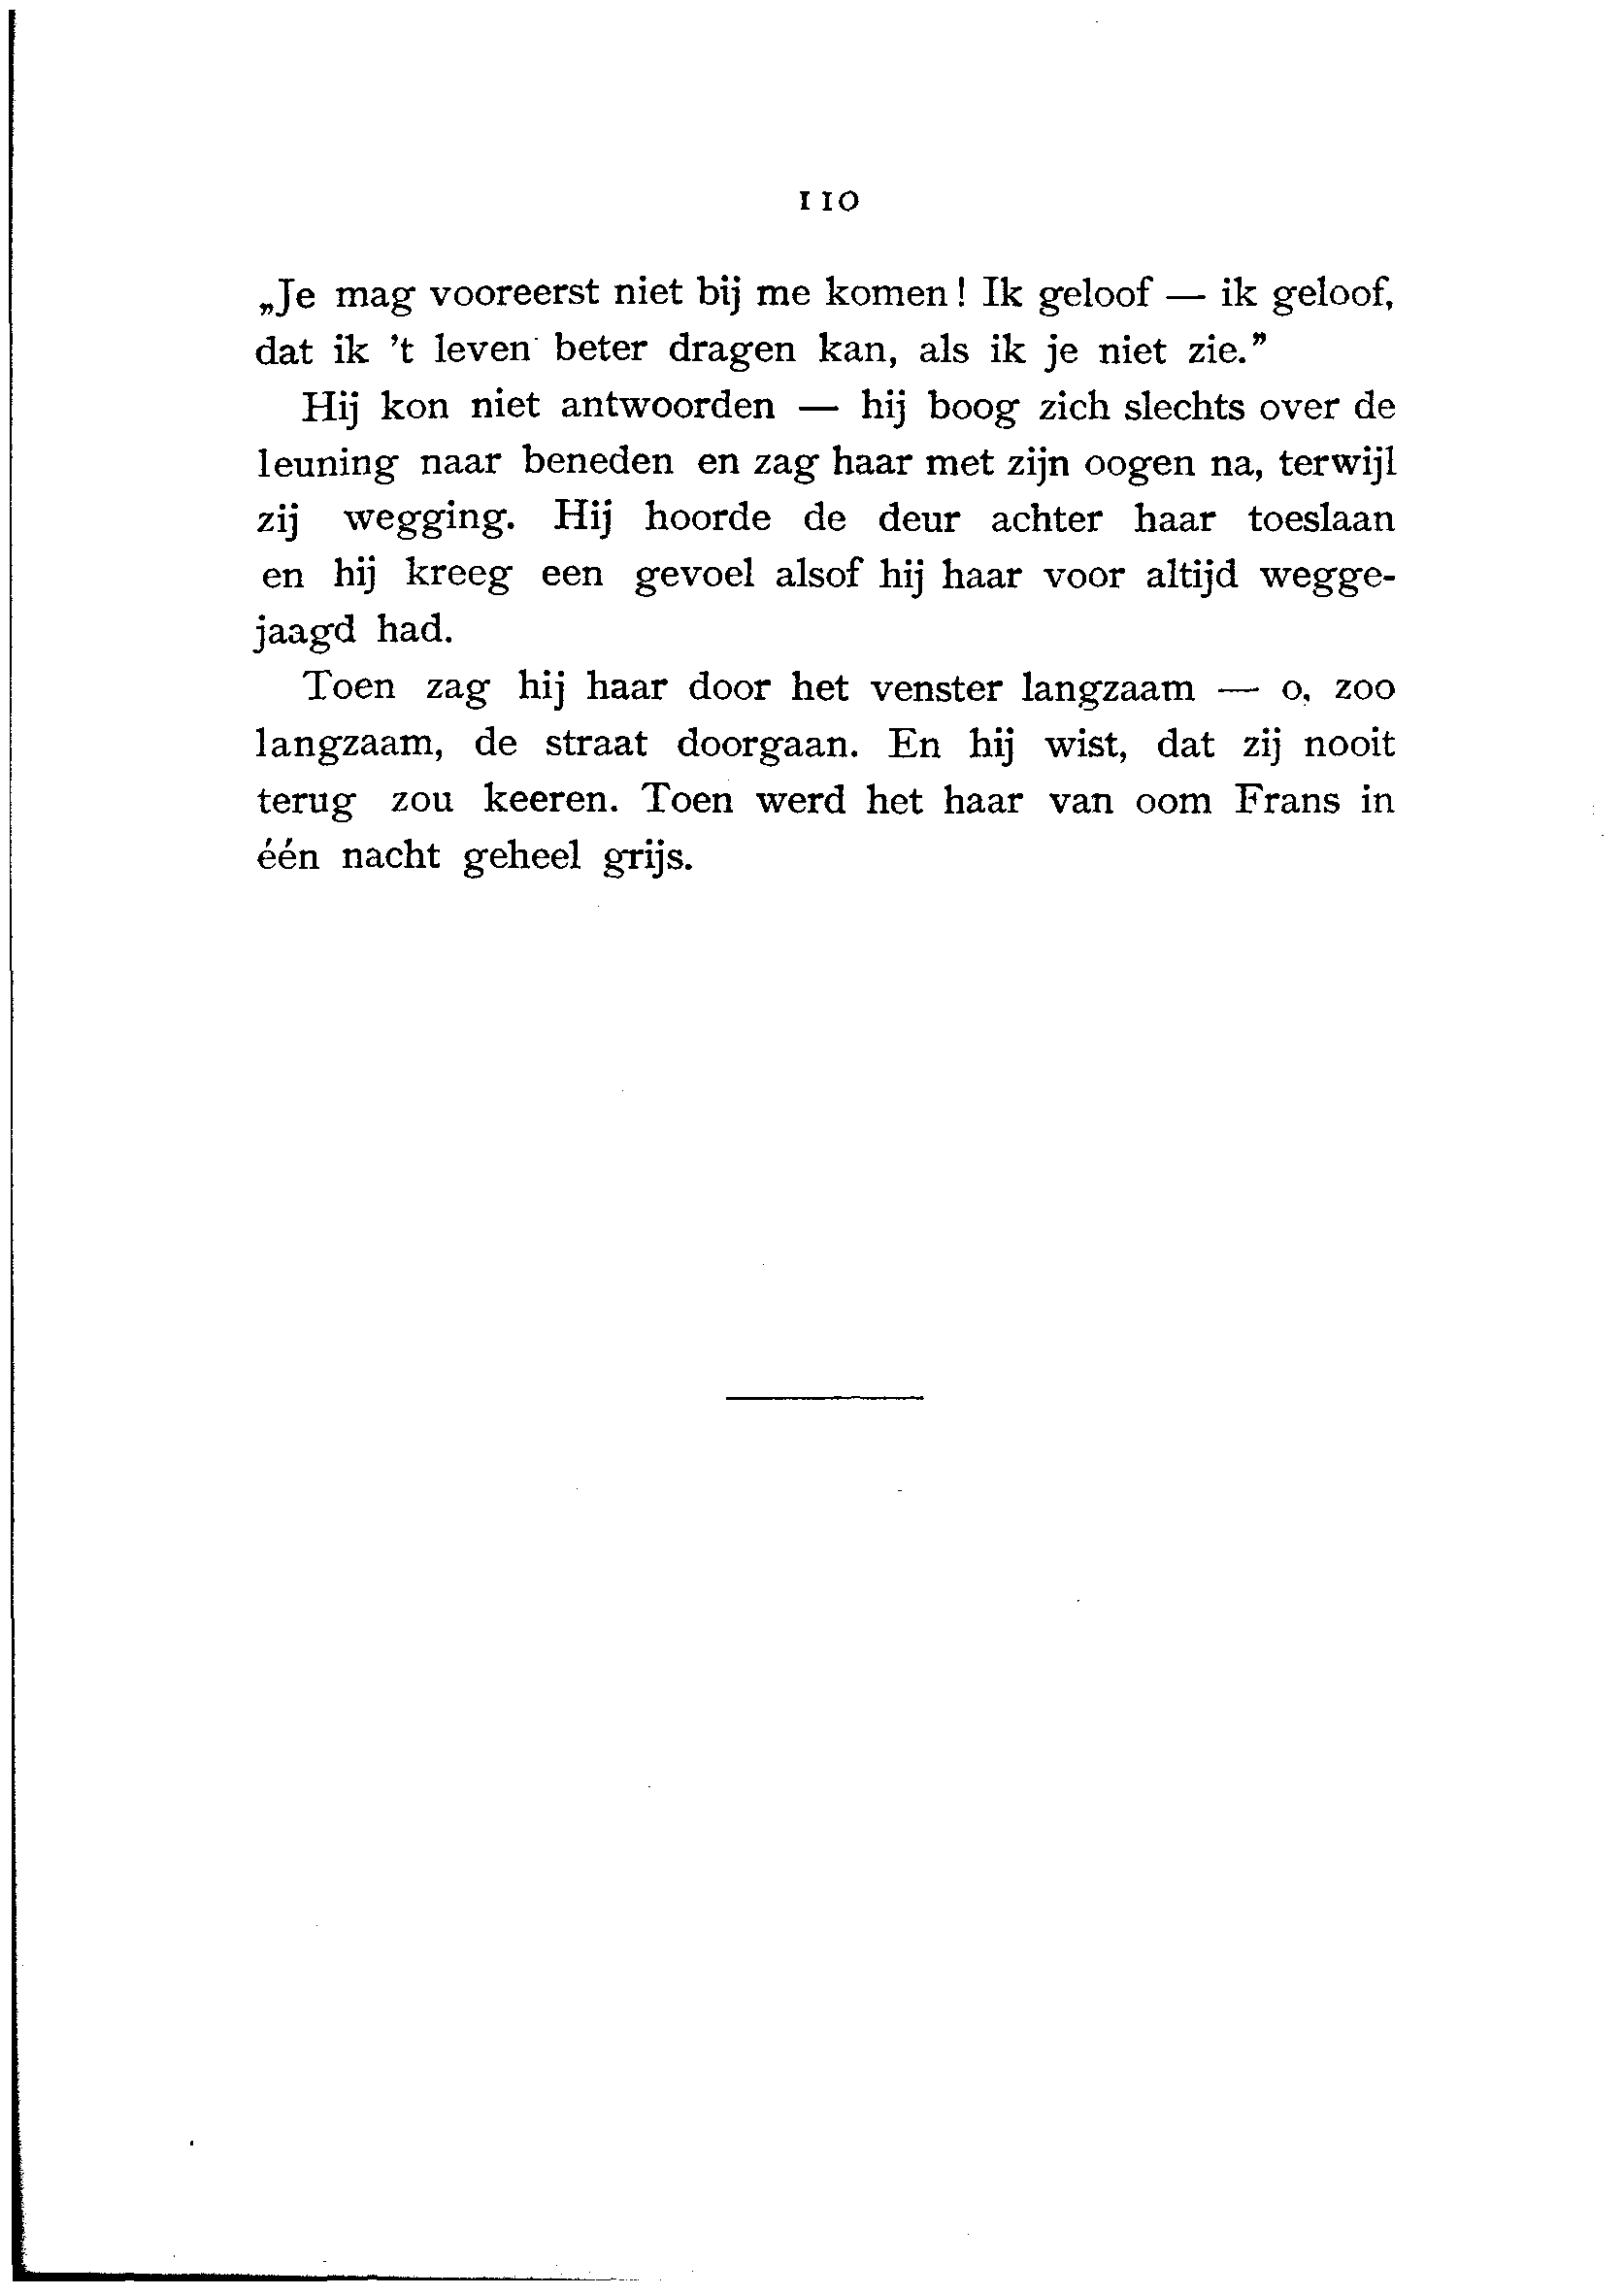 110
„Je mag vooreerst niet bij me komen! Ik geloof — ik geloof,
dat ik 't leven beter dragen kan, als ik je niet zie.”
Hij kon niet antwoorden — hij boog zich slechts over de
leuning naar beneden en zag haar met zijn oogen na, terwijl
zij wegging. Hij hoorde de deur achter haar toeslaan
en hij kreeg een gevoel alsof hij haar voor altijd wegge-
jaagd had.
Toen zag hij haar door het venster langzaam — o, zoo
langzaam, de straat doorgaan. En hij wist, dat zij nooit
terug zou keeren. Toen werd het haar van oom Frans in
één nacht geheel grijs.